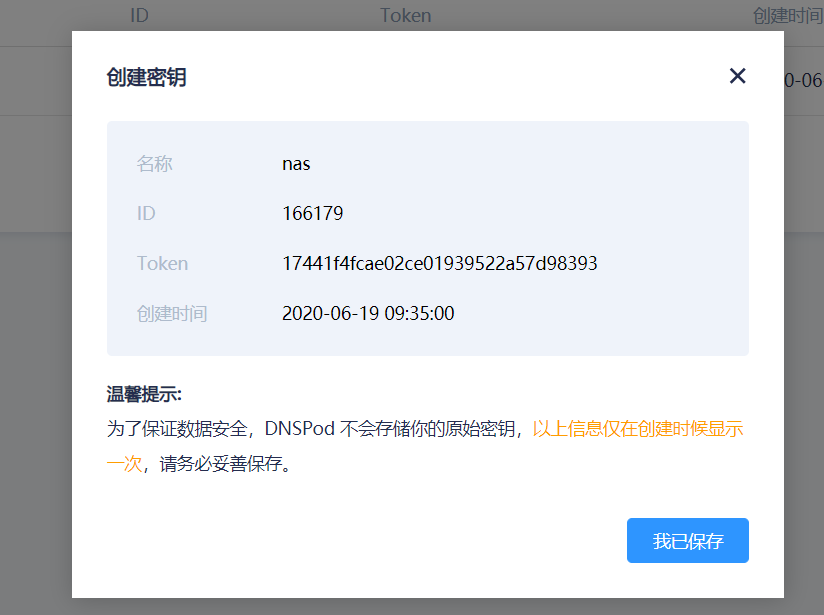 ID Token 创建时间
创建密钥
0-06
名称 nas
ID 166179
Token 17441f4fcae02ce01939522a57d98393
创建时间 2020-06-19 09:35:00
温馨提示:
为了保证数据安全，DNSPod 不会存储你的原始密钥，以上信息仅在创建时候显示
一次，请务必妥善保存。
我已保存